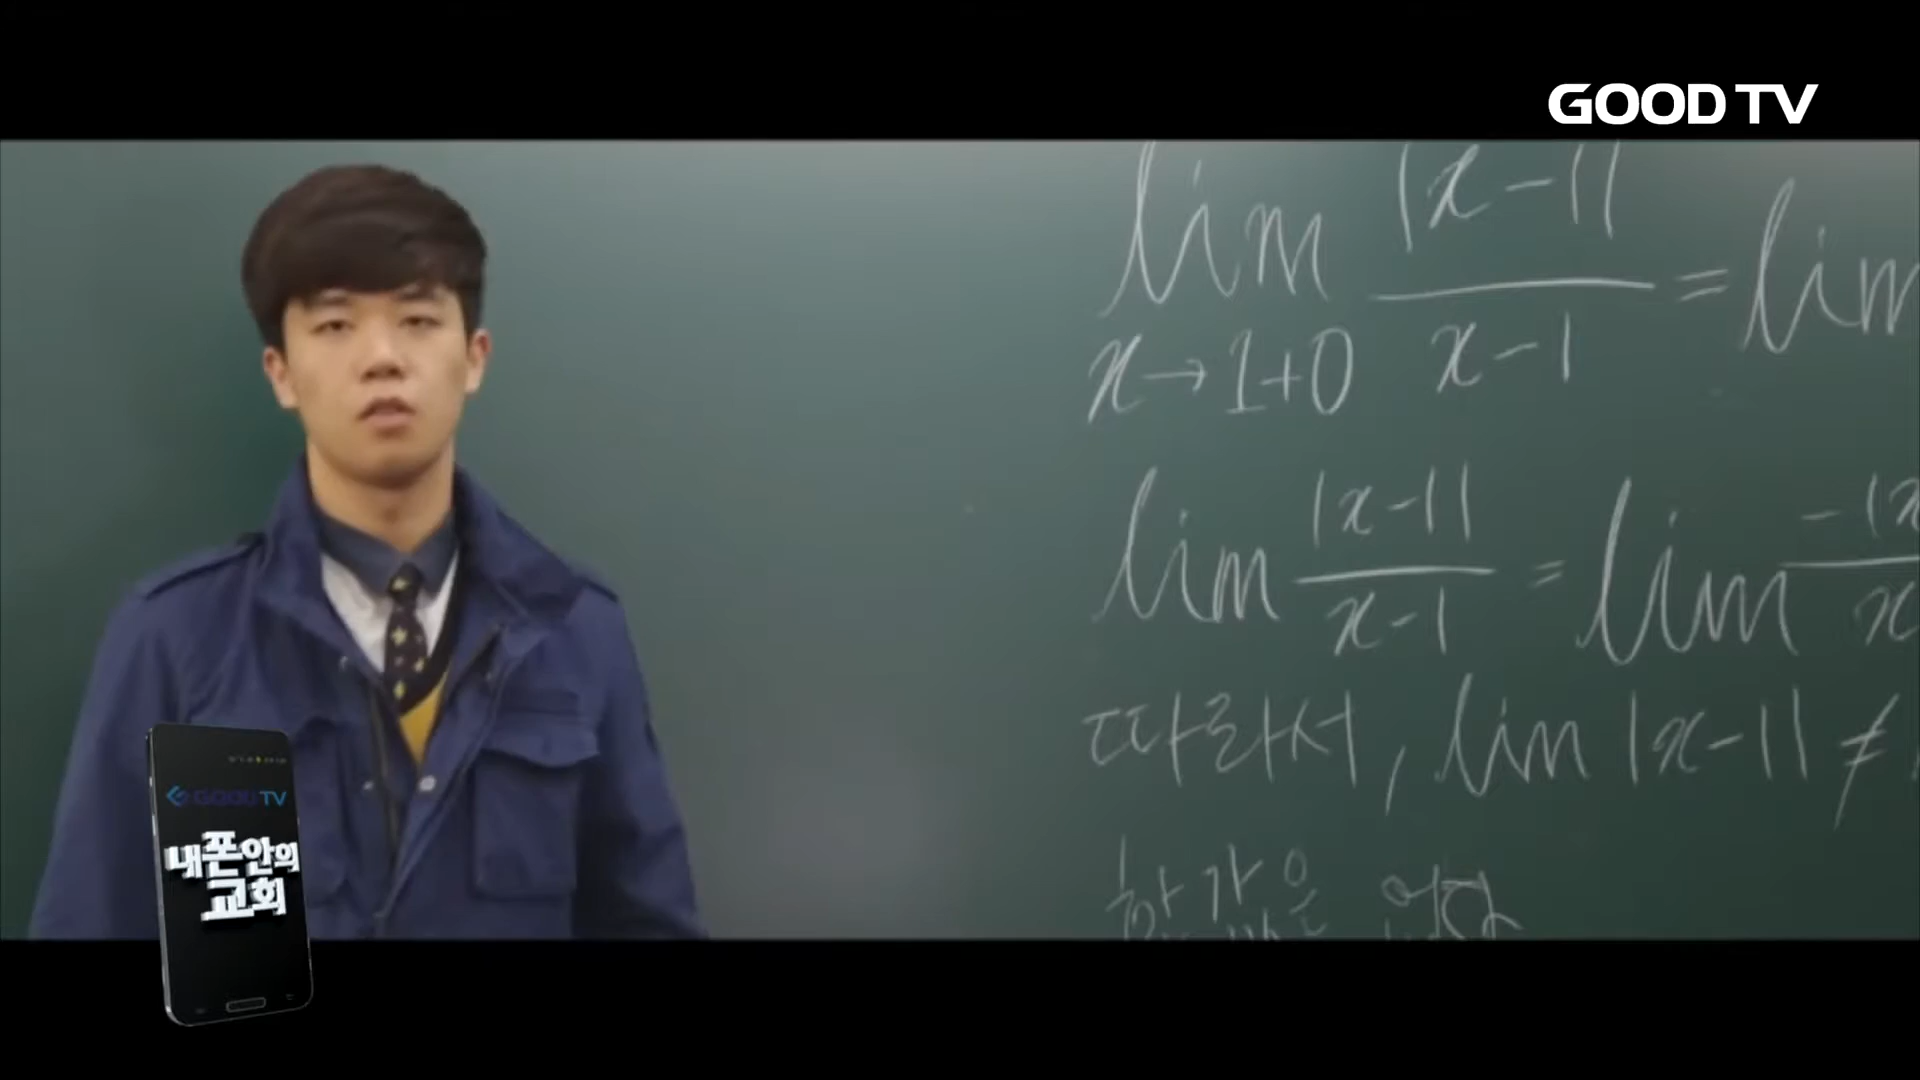 GOOD TV
lim |x-1| = lim
x→1+0 x-1
lim |x-1| = lim -|x
x-1 x
따라서, lim |x-1| ≠
GOOD TV
내폰안의
교회